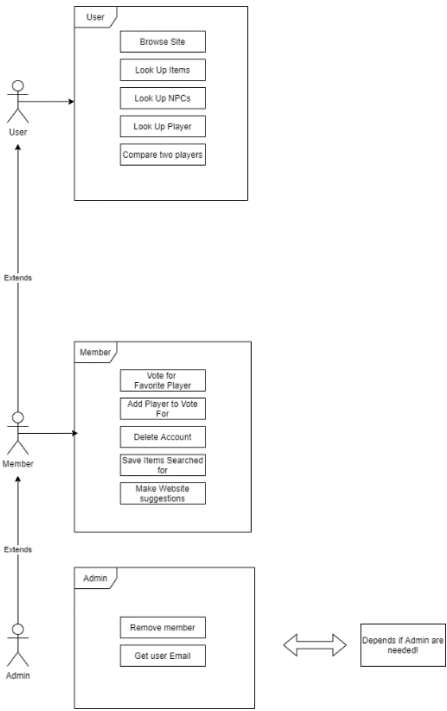 User
Browse Site
Look Up Items
Look Up NPCs
Look Up Player
Compare two players
User
Extends
Member
Vote for
Favorite Player
Add Player to Vote
For
Delete Account
Save Items Searched
for
Make Website
suggestions
Member
Extends
Admin
Remove member
Get user Email
Depends if Admin are
needed!
Admin